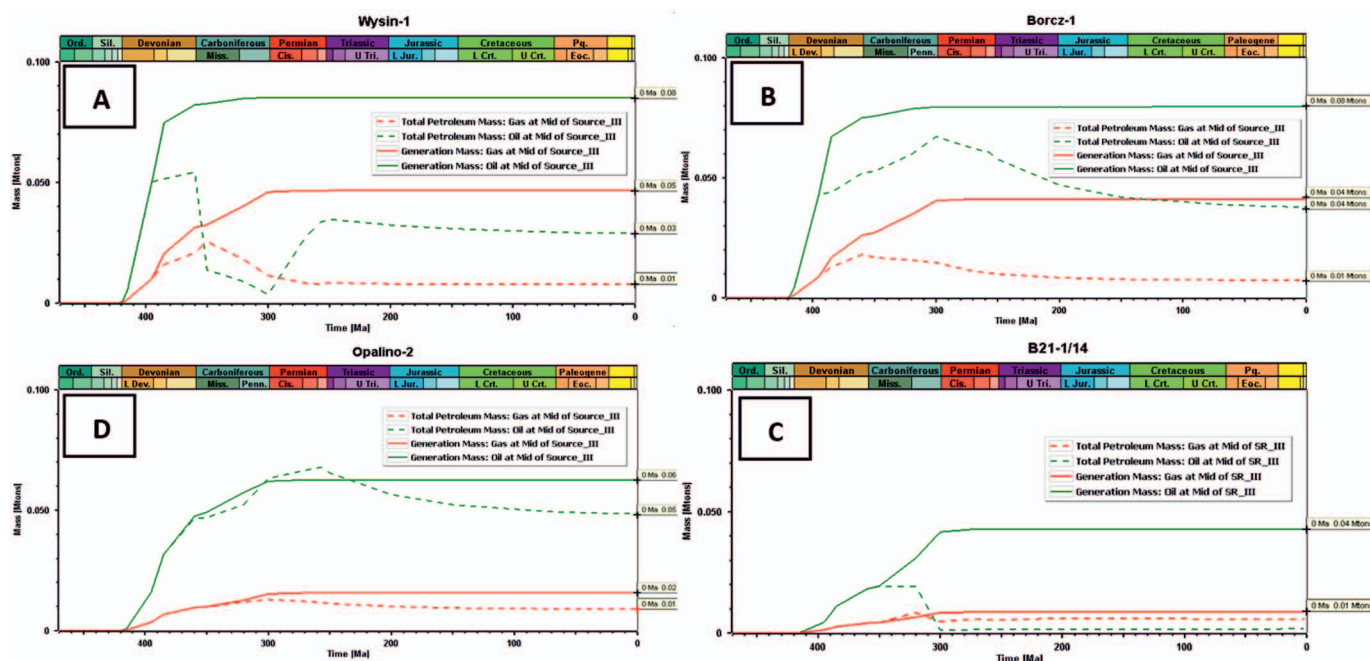 Wysin-1
Ord. Sil. Devonian Carboniferous Permian Triassic Jurassic Cretaceous Pq.
Miss. Cis. U Tri. L Jur. L Crt. U Crt. Eoc.
0.100
A
0 Ma 0.08
Total Petroleum Mass: Gas at Mid of Source_III
Total Petroleum Mass: Oil at Mid of Source_III
Generation Mass: Gas at Mid of Source_III
Generation Mass: Oil at Mid of Source_III
Mass [Mtons]
0.050
0 Ma 0.05
0 Ma 0.03
0 Ma 0.01
0
400 300 200 100 0
Time [Ma]
Borcz-1
Ord. Sil. Devonian Carboniferous Permian Triassic Jurassic Cretaceous Paleogene
L Dev. Miss. Penn. Cis. U Tri. L Jur. L Crt. U Crt. Eoc.
0.100
B
0 Ma 0.08 Mtons
Total Petroleum Mass: Gas at Mid of Source_III
Total Petroleum Mass: Oil at Mid of Source_III
Generation Mass: Gas at Mid of Source_III
Generation Mass: Oil at Mid of Source_III
Mass [Mtons]
0.050
0 Ma 0.04 Mtons
0 Ma 0.04 Mtons
0 Ma 0.01 Mtons
0
400 300 200 100 0
Time [Ma]
Opalino-2
Ord. Sil. Devonian Carboniferous Permian Triassic Jurassic Cretaceous Paleogene
L Dev. Miss. Penn. Cis. U Tri. L Jur. L Crt. U Crt. Eoc.
0.100
D
Total Petroleum Mass: Gas at Mid of Source_III
Total Petroleum Mass: Oil at Mid of Source_III
Generation Mass: Gas at Mid of Source_III
Generation Mass: Oil at Mid of Source_III
0 Ma 0.06
Mass [Mtons]
0.050
0 Ma 0.05
0 Ma 0.02
0 Ma 0.01
0
400 300 200 100 0
Time [Ma]
B21-1/14
Ord. Sil. Devonian Carboniferous Permian Triassic Jurassic Cretaceous Pq.
Miss. Cis. U Tri. L Jur. L Crt. U Crt. Eoc.
0.100
C
Total Petroleum Mass: Gas at Mid of SR_III
Total Petroleum Mass: Oil at Mid of SR_III
Generation Mass: Gas at Mid of SR_III
Generation Mass: Oil at Mid of SR_III
Mass [Mtons]
0.050
0 Ma 0.04 Mtons
0 Ma 0.01 Mtons
0
400 300 200 100 0
Time [Ma]